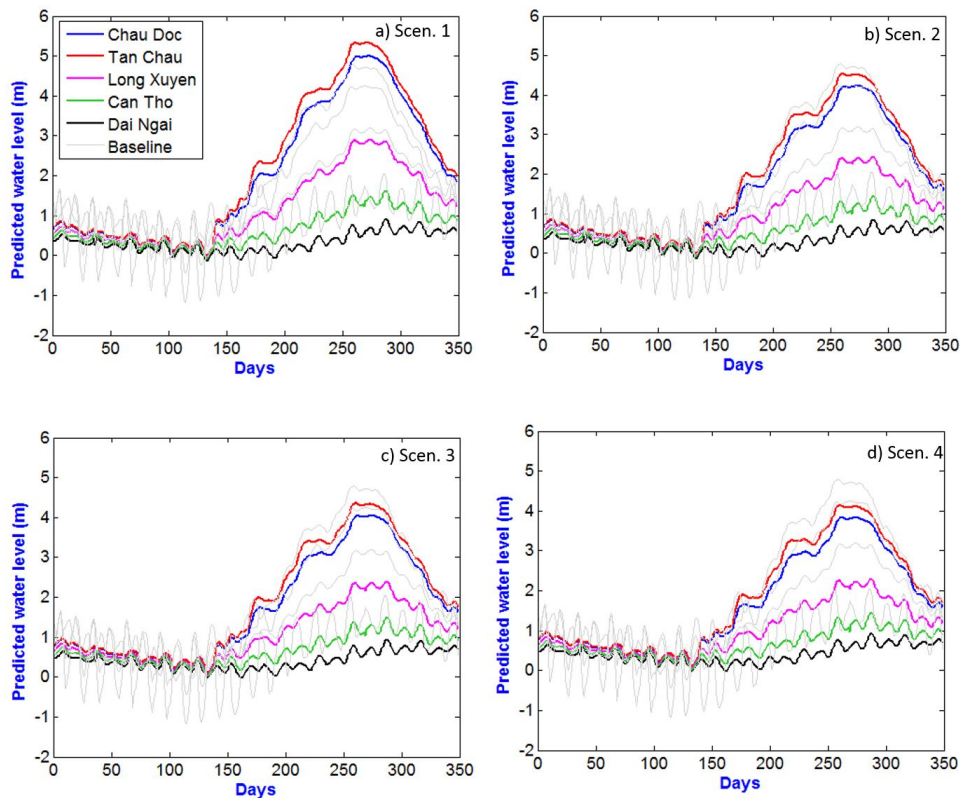 a) Scen. 1
Chau Doc
Tan Chau
Long Xuyen
Can Tho
Dai Ngai
Baseline
Predicted water level (m)
6
5
4
3
2
1
0
-1
-2
0 50 100 150 200 250 300 350
Days
b) Scen. 2
Predicted water level (m)
6
5
4
3
2
1
0
-1
-2
0 50 100 150 200 250 300 350
Days
c) Scen. 3
Predicted water level (m)
6
5
4
3
2
1
0
-1
-2
0 50 100 150 200 250 300 350
Days
d) Scen. 4
Predicted water level (m)
6
5
4
3
2
1
0
-1
-2
0 50 100 150 200 250 300 350
Days